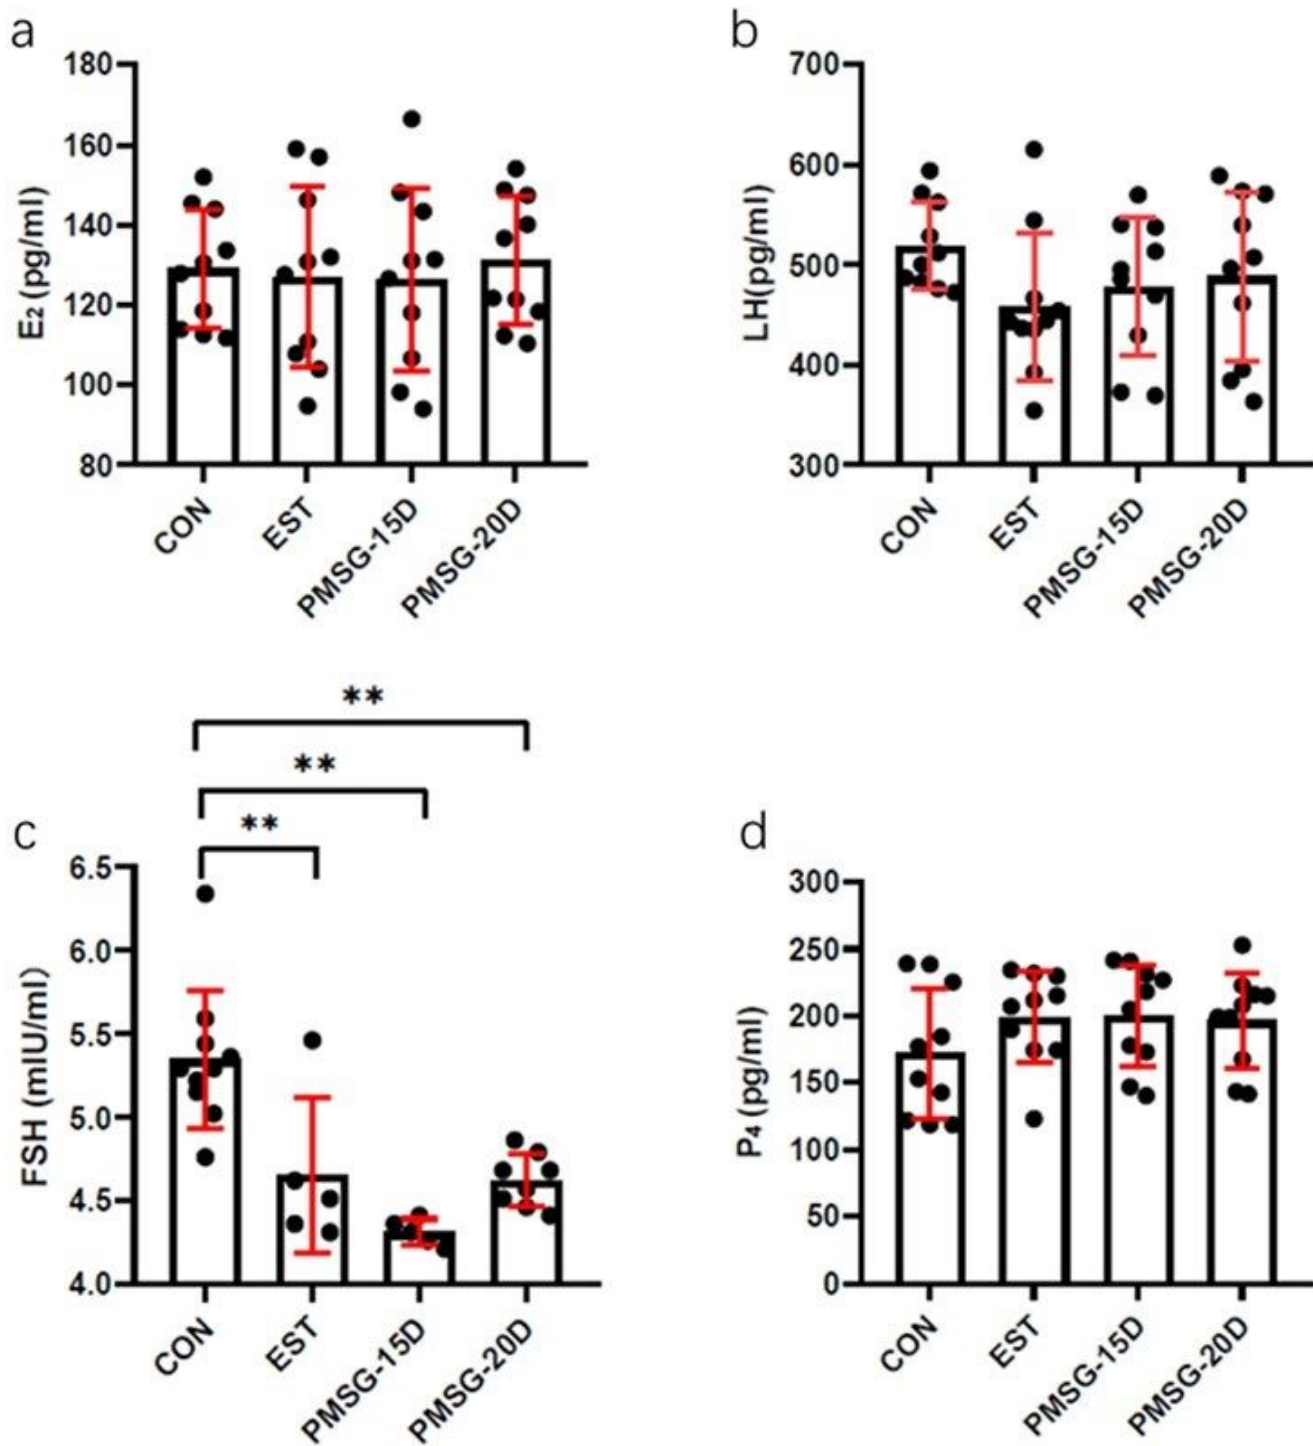 a
180
160
140
120
100
80
E₂ (pg/ml)
CON
EST
PMSG-15D
PMSG-20D
b
700
600
500
400
300
LH(pg/ml)
CON
EST
PMSG-15D
PMSG-20D
c
**
**
**
6.5
6.0
5.5
5.0
4.5
4.0
FSH (mIU/ml)
CON
EST
PMSG-15D
PMSG-20D
d
300
250
200
150
100
50
0
P₄ (pg/ml)
CON
EST
PMSG-15D
PMSG-20D